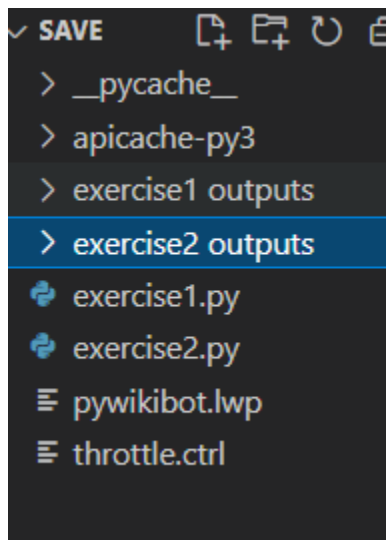 SAVE
__pycache__
apicache-py3
exercise1 outputs
exercise2 outputs
exercise1.py
exercise2.py
pywikibot.lwp
throttle.ctrl